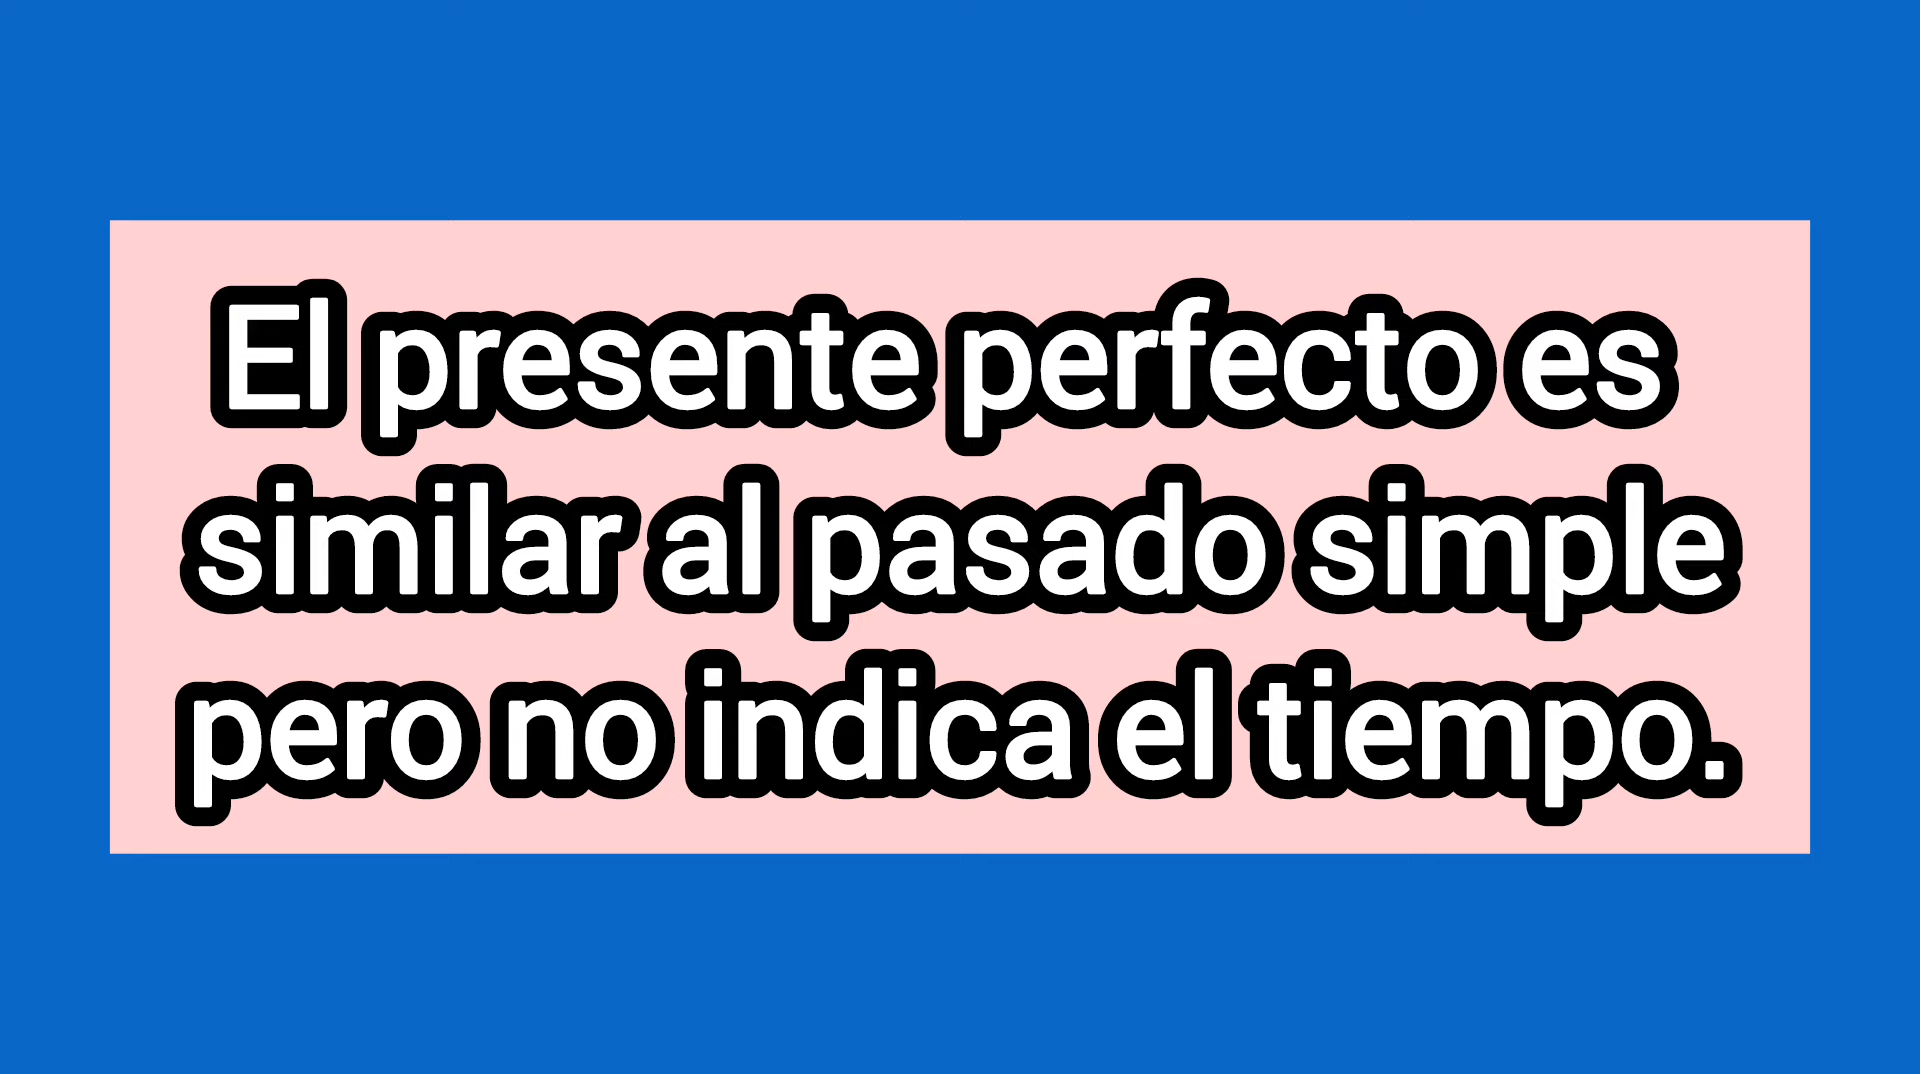 El presente perfecto es
similar al pasado simple
pero no indica el tiempo.